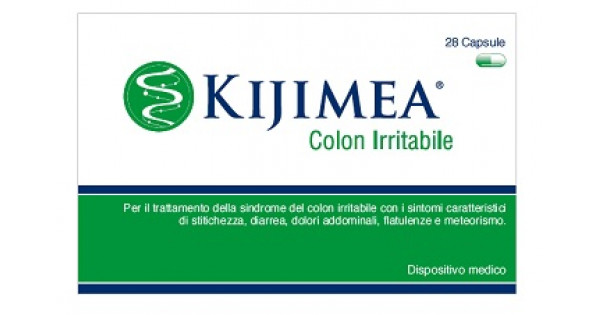 28 Capsule
KIJIMEA®
Colon Irritabile
Per il trattamento della sindrome del colon irritabile con i sintomi caratteristici
di stitichezza, diarrea, dolori addominali, flatulenze e meteorismo.
Dispositivo medico